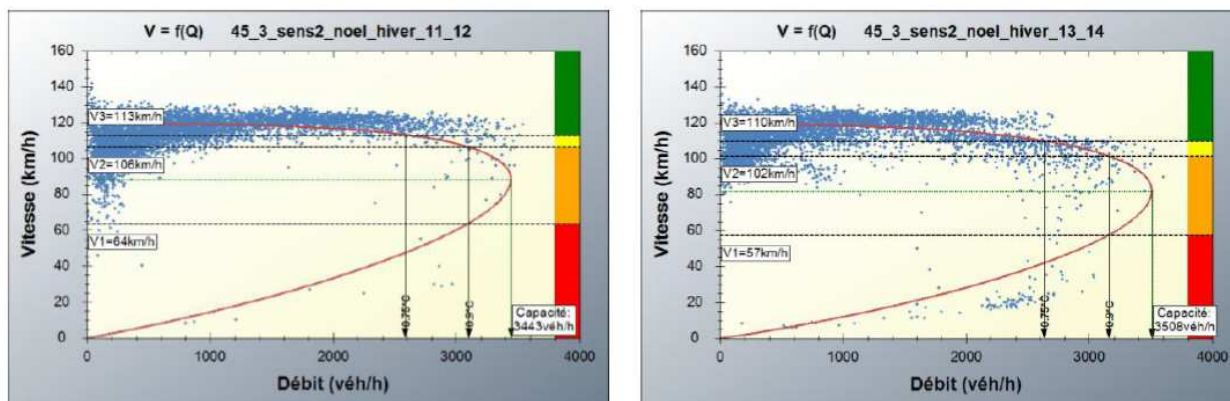 V = f(Q) 45_3_sens2_noel_hiver_11_12
Vitesse (km/h)
160
140
120
100
80
60
40
20
0
V3=113km/h
V2=106km/h
V1=64km/h
0.75*C
0.9*C
Capacité:
3443véh/h
0 1000 2000 3000 4000
Débit (véh/h)
V = f(Q) 45_3_sens2_noel_hiver_13_14
Vitesse (km/h)
160
140
120
100
80
60
40
20
0
V3=110km/h
V2=102km/h
V1=57km/h
0.75*C
0.9*C
Capacité:
3508véh/h
0 1000 2000 3000 4000
Débit (véh/h)